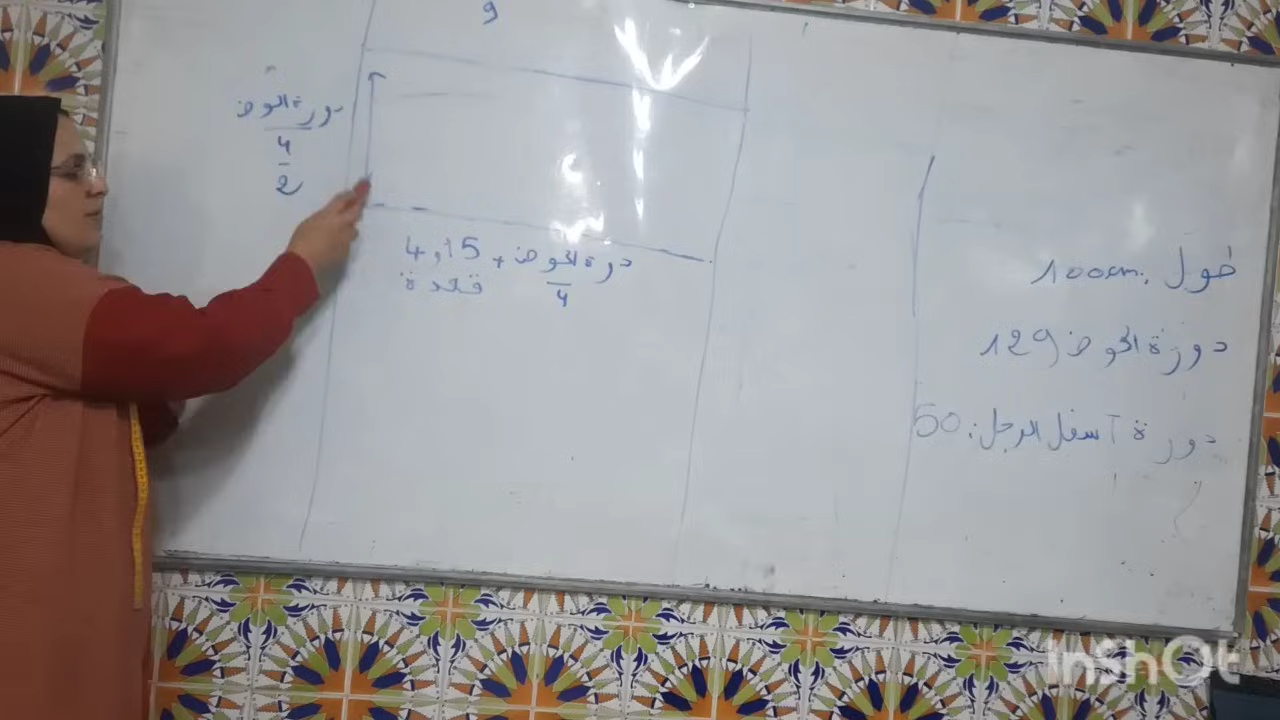 9
دورة الحوض
4
2
دورة الحوض + 4,15
4
قعدة
طول: 100cm
دورة الحوض 129
دورة أسفل الرجل: 50
InShOt